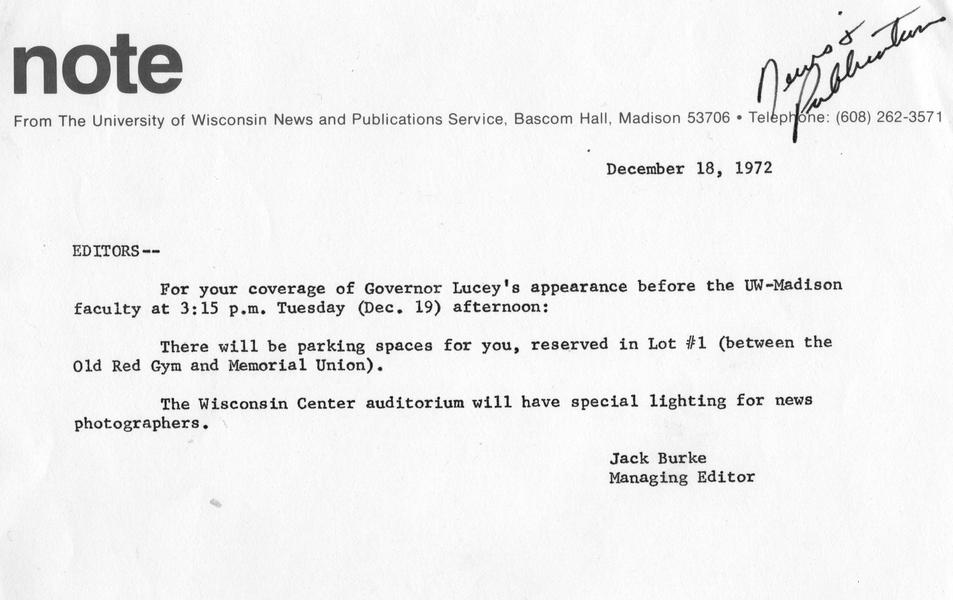 note
News &
Publications
From The University of Wisconsin News and Publications Service, Bascom Hall, Madison 53706 • Telephone: (608) 262-3571
December 18, 1972
EDITORS--
For your coverage of Governor Lucey's appearance before the UW-Madison
faculty at 3:15 p.m. Tuesday (Dec. 19) afternoon:
There will be parking spaces for you, reserved in Lot #1 (between the
Old Red Gym and Memorial Union).
The Wisconsin Center auditorium will have special lighting for news
photographers.
Jack Burke
Managing Editor